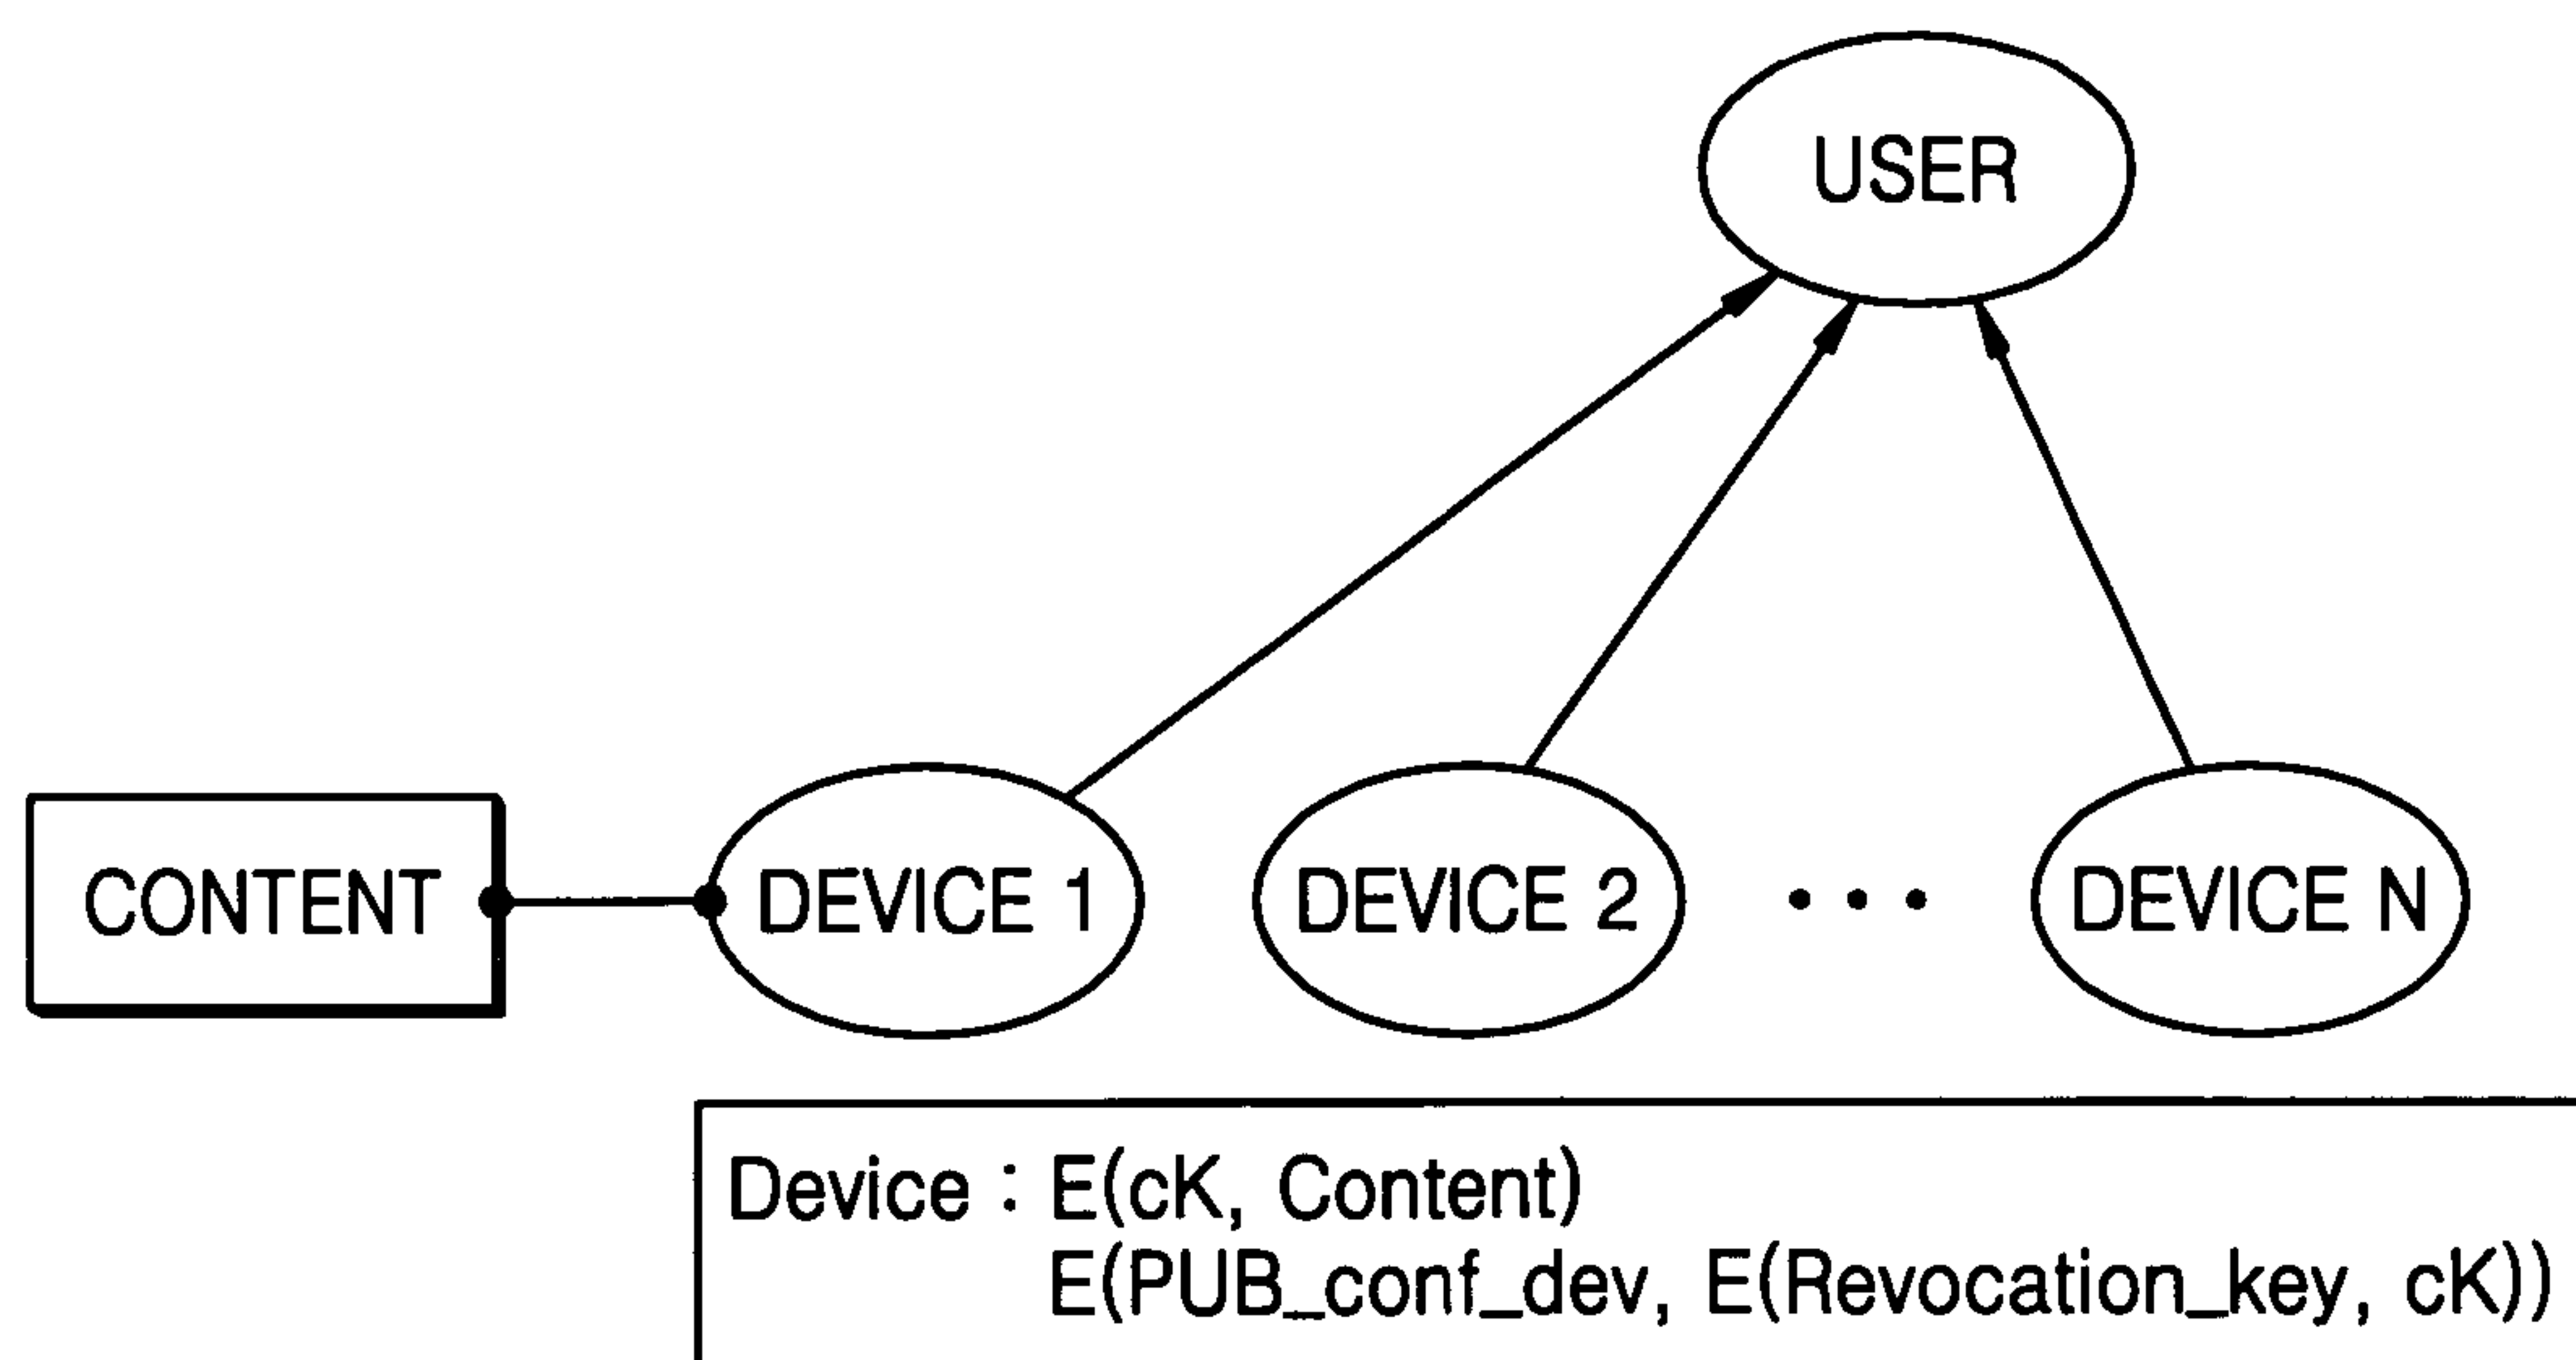 USER
CONTENT
DEVICE 1
DEVICE 2
• • •
DEVICE N
Device : E(cK, Content)
E(PUB_conf_dev, E(Revocation_key, cK))